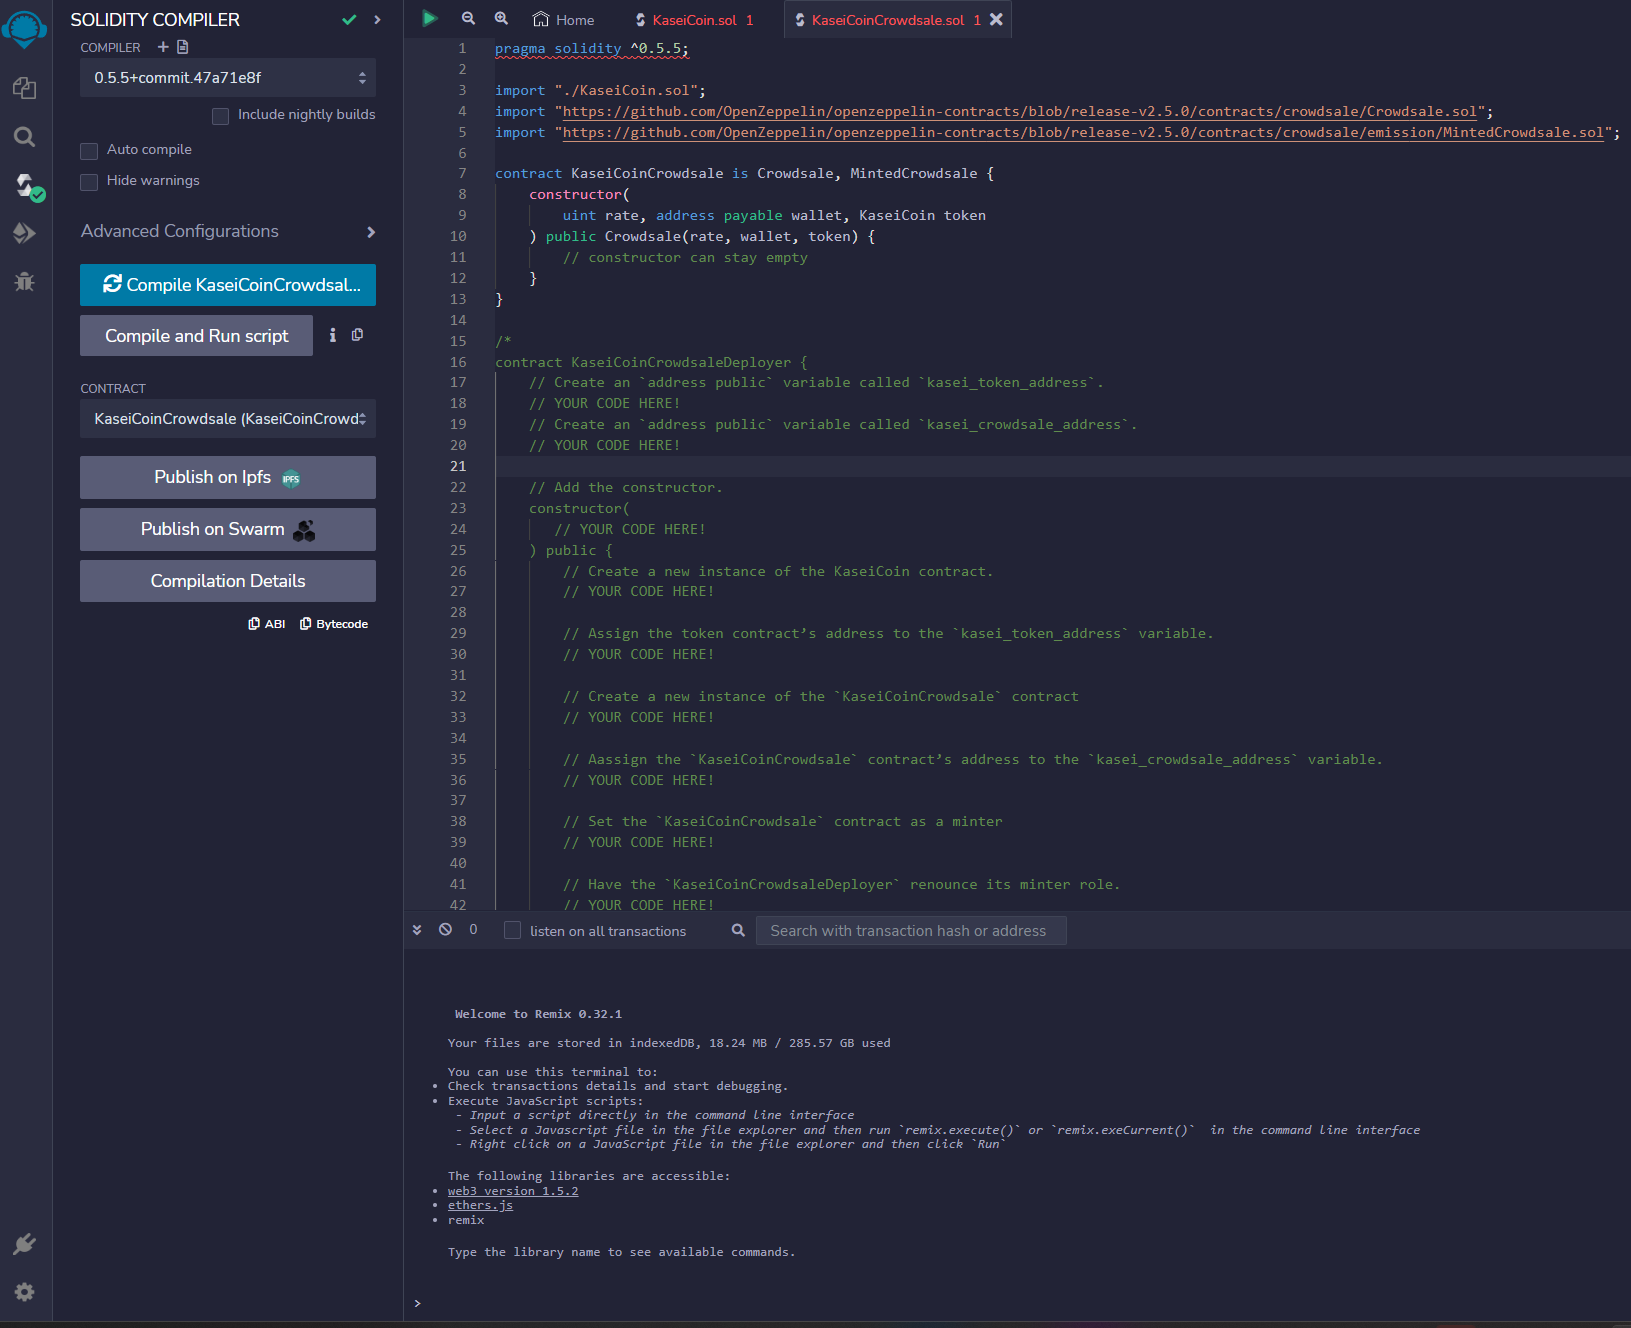 SOLIDITY COMPILER
COMPILER
0.5.5+commit.47a71e8f
Include nightly builds
Auto compile
Hide warnings
Advanced Configurations
Compile KaseiCoinCrowdsal...
Compile and Run script
CONTRACT
KaseiCoinCrowdsale (KaseiCoinCrowd
Publish on Ipfs IPFS
Publish on Swarm
Compilation Details
ABI Bytecode
Home KaseiCoin.sol 1 KaseiCoinCrowdsale.sol 1
1 pragma solidity ^0.5.5;
2
3 import "./KaseiCoin.sol";
4 import "https://github.com/OpenZeppelin/openzeppelin-contracts/blob/release-v2.5.0/contracts/crowdsale/Crowdsale.sol";
5 import "https://github.com/OpenZeppelin/openzeppelin-contracts/blob/release-v2.5.0/contracts/crowdsale/emission/MintedCrowdsale.sol";
6
7 contract KaseiCoinCrowdsale is Crowdsale, MintedCrowdsale {
8 constructor(
9 uint rate, address payable wallet, KaseiCoin token
10 ) public Crowdsale(rate, wallet, token) {
11 // constructor can stay empty
12 }
13 }
14
15 /*
16 contract KaseiCoinCrowdsaleDeployer {
17 // Create an `address public` variable called `kasei_token_address`.
18 // YOUR CODE HERE!
19 // Create an `address public` variable called `kasei_crowdsale_address`.
20 // YOUR CODE HERE!
21
22 // Add the constructor.
23 constructor(
24 // YOUR CODE HERE!
25 ) public {
26 // Create a new instance of the KaseiCoin contract.
27 // YOUR CODE HERE!
28
29 // Assign the token contract’s address to the `kasei_token_address` variable.
30 // YOUR CODE HERE!
31
32 // Create a new instance of the `KaseiCoinCrowdsale` contract
33 // YOUR CODE HERE!
34
35 // Aassign the `KaseiCoinCrowdsale` contract’s address to the `kasei_crowdsale_address` variable.
36 // YOUR CODE HERE!
37
38 // Set the `KaseiCoinCrowdsale` contract as a minter
39 // YOUR CODE HERE!
40
41 // Have the `KaseiCoinCrowdsaleDeployer` renounce its minter role.
42 // YOUR CODE HERE!
0 listen on all transactions Search with transaction hash or address
Welcome to Remix 0.32.1
Your files are stored in indexedDB, 18.24 MB / 285.57 GB used
You can use this terminal to:
• Check transactions details and start debugging.
• Execute JavaScript scripts:
- Input a script directly in the command line interface
- Select a Javascript file in the file explorer and then run `remix.execute()` or `remix.exeCurrent()` in the command line interface
- Right click on a JavaScript file in the file explorer and then click `Run`
The following libraries are accessible:
• web3 version 1.5.2
• ethers.js
• remix
Type the library name to see available commands.
>